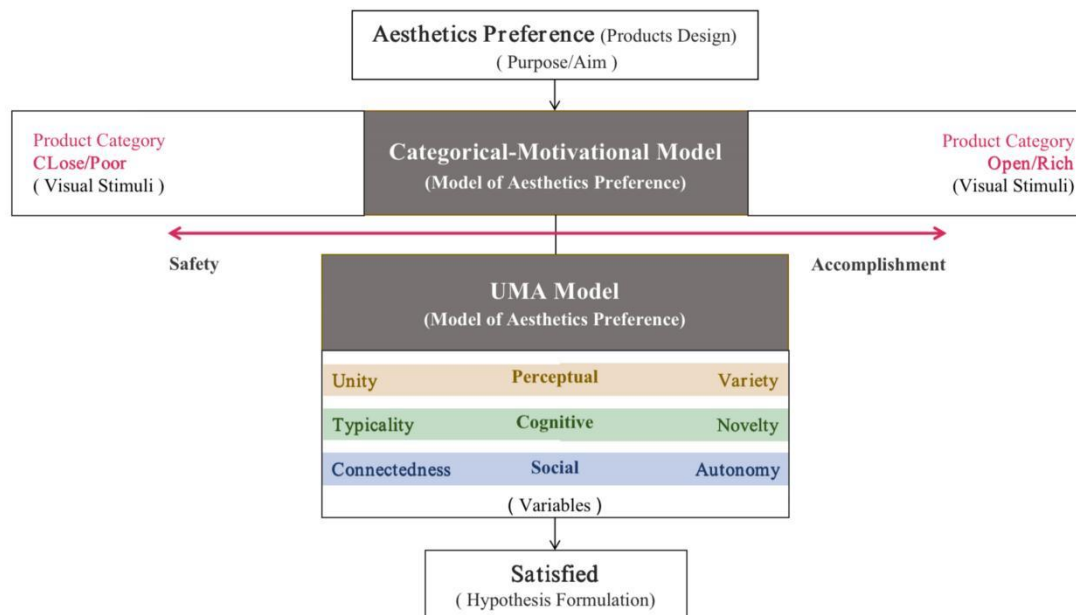 Aesthetics Preference (Products Design)
( Purpose/Aim )
Product Category
CLose/Poor
( Visual Stimuli )
Categorical-Motivational Model
(Model of Aesthetics Preference)
Product Category
Open/Rich
(Visual Stimuli)
Safety
Accomplishment
UMA Model
(Model of Aesthetics Preference)
Unity Perceptual Variety
Typicality Cognitive Novelty
Connectedness Social Autonomy
( Variables )
Satisfied
( Hypothesis Formulation)